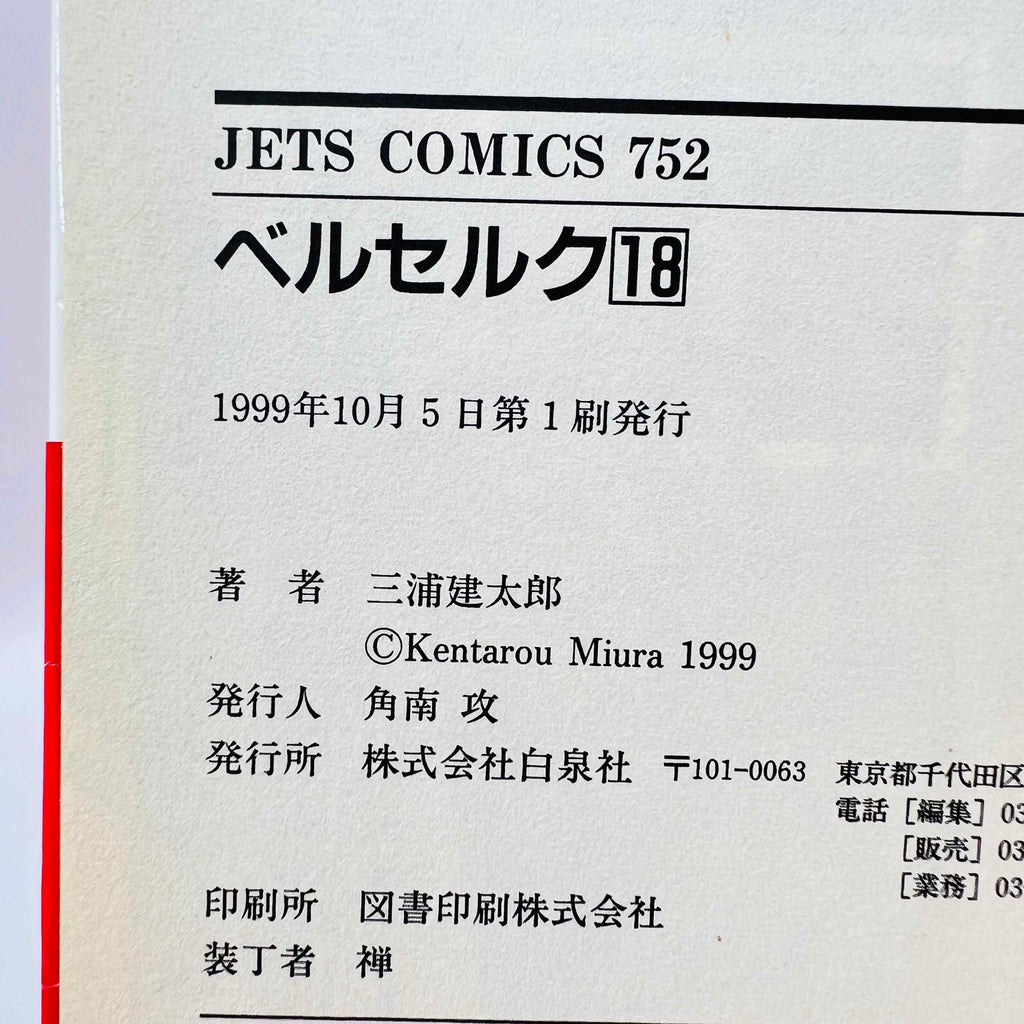 JETS COMICS 752
ベルセルク 18
1999年10月5日第1刷発行
著　者　三浦建太郎
©Kentarou Miura 1999
発行人　角南 攻
発行所　株式会社白泉社　〒101-0063　東京都千代田区
電話［編集］03
［販売］03
［業務］03
印刷所　図書印刷株式会社
装丁者　禅